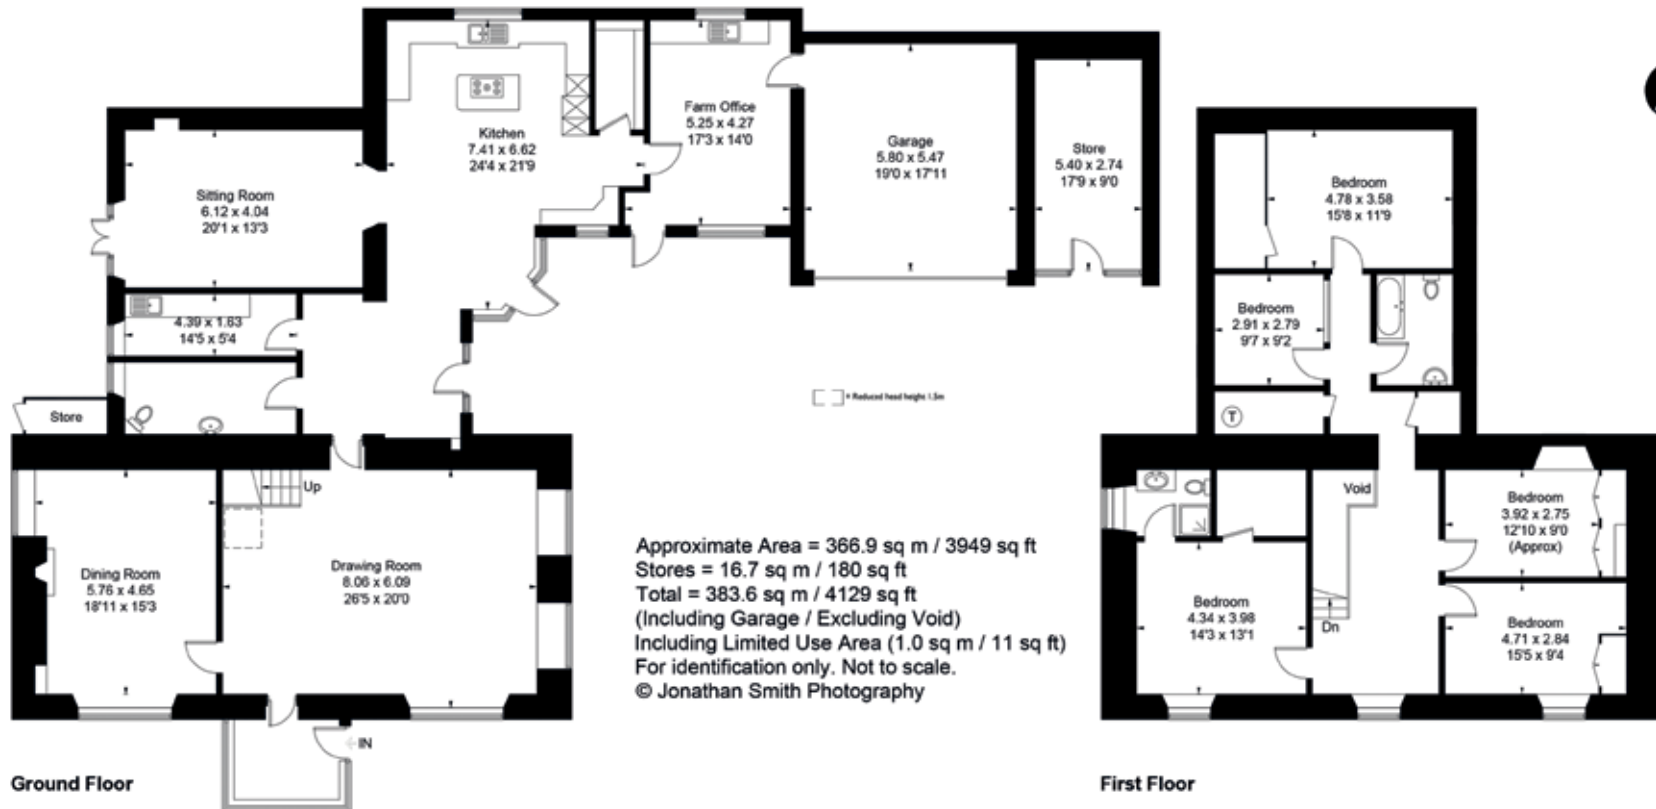 Kitchen
7.41 x 6.62
24'4 x 21'9
Farm Office
5.25 x 4.27
17'3 x 14'0
Garage
5.80 x 5.47
19'0 x 17'11
Store
5.40 x 2.74
17'9 x 9'0
Sitting Room
6.12 x 4.04
20'1 x 13'3
4.39 x 1.63
14'5 x 5'4
Store
Up
Dining Room
5.76 x 4.65
18'11 x 15'3
Drawing Room
8.06 x 6.09
26'5 x 20'0
IN
Ground Floor
= Reduced head height 1.5m
Approximate Area = 366.9 sq m / 3949 sq ft
Stores = 16.7 sq m / 180 sq ft
Total = 383.6 sq m / 4129 sq ft
(Including Garage / Excluding Void)
Including Limited Use Area (1.0 sq m / 11 sq ft)
For identification only. Not to scale.
© Jonathan Smith Photography
Bedroom
4.78 x 3.58
15'8 x 11'9
Bedroom
2.91 x 2.79
9'7 x 9'2
T
Void
Bedroom
3.92 x 2.75
12'10 x 9'0
(Approx)
Bedroom
4.34 x 3.98
14'3 x 13'1
Dn
Bedroom
4.71 x 2.84
15'5 x 9'4
First Floor